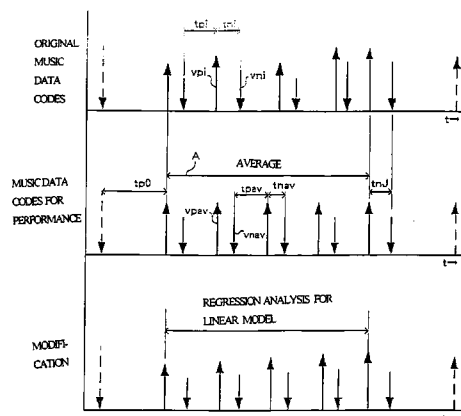 tpi tni
ORIGINAL
MUSIC
DATA
CODES
vpi vni
t→
A
AVERAGE
MUSIC DATA
CODES FOR
PERFORMANCE
tp0 tpav tnav tnJ
vpav
vnav
t→
REGRESSION ANALYSIS FOR
LINEAR MODEL
MODIFI-
CATION